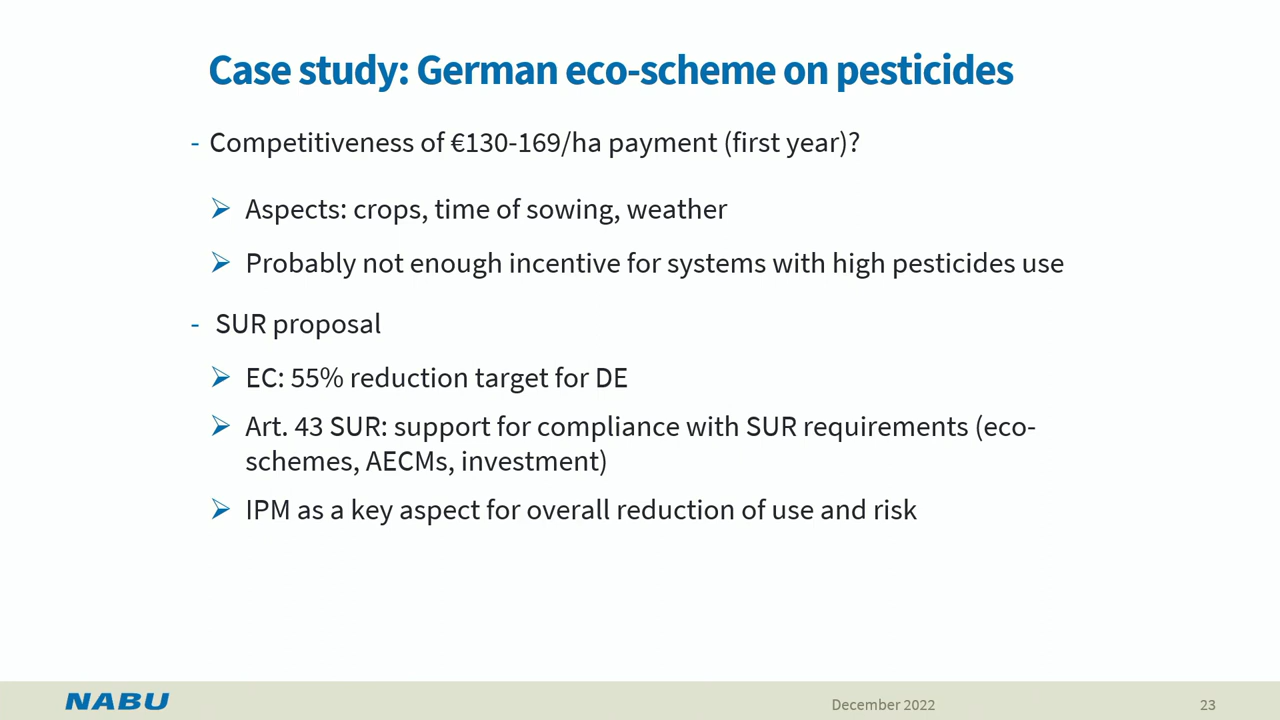 Case study: German eco-scheme on pesticides
- Competitiveness of €130-169/ha payment (first year)?
➢ Aspects: crops, time of sowing, weather
➢ Probably not enough incentive for systems with high pesticides use
- SUR proposal
➢ EC: 55% reduction target for DE
➢ Art. 43 SUR: support for compliance with SUR requirements (eco-
schemes, AECMs, investment)
➢ IPM as a key aspect for overall reduction of use and risk
NABU
December 2022
23